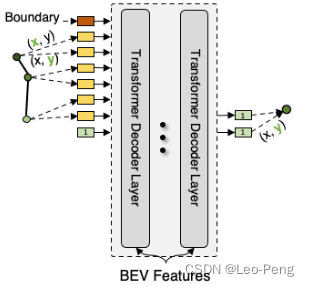 Boundary
(x, y)
(x, y)
1
Transformer Decoder Layer
Transformer Decoder Layer
1
1
(x, y)
BEV Features
CSDN @Leo-Peng